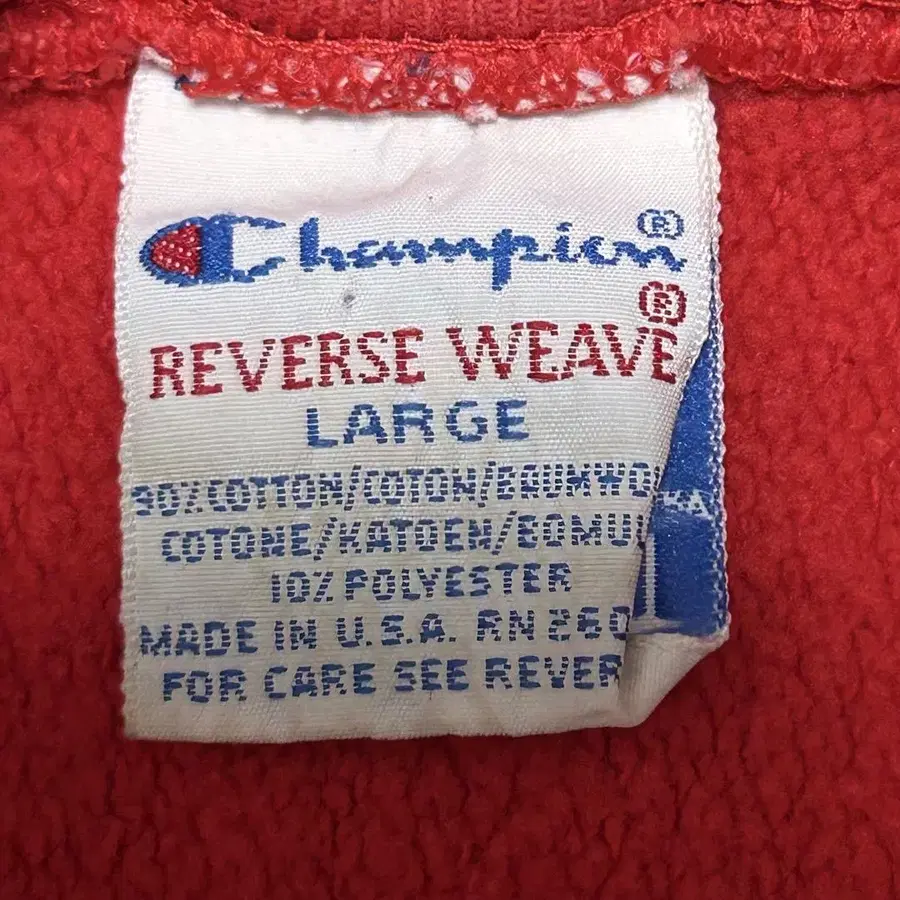 Champion®
REVERSE WEAVE®
LARGE
90% COTTON/COTON/BAUMWO
COTONE/KATOEN/BOMU
10% POLYESTER
MADE IN U.S.A. RN 260
FOR CARE SEE REVER